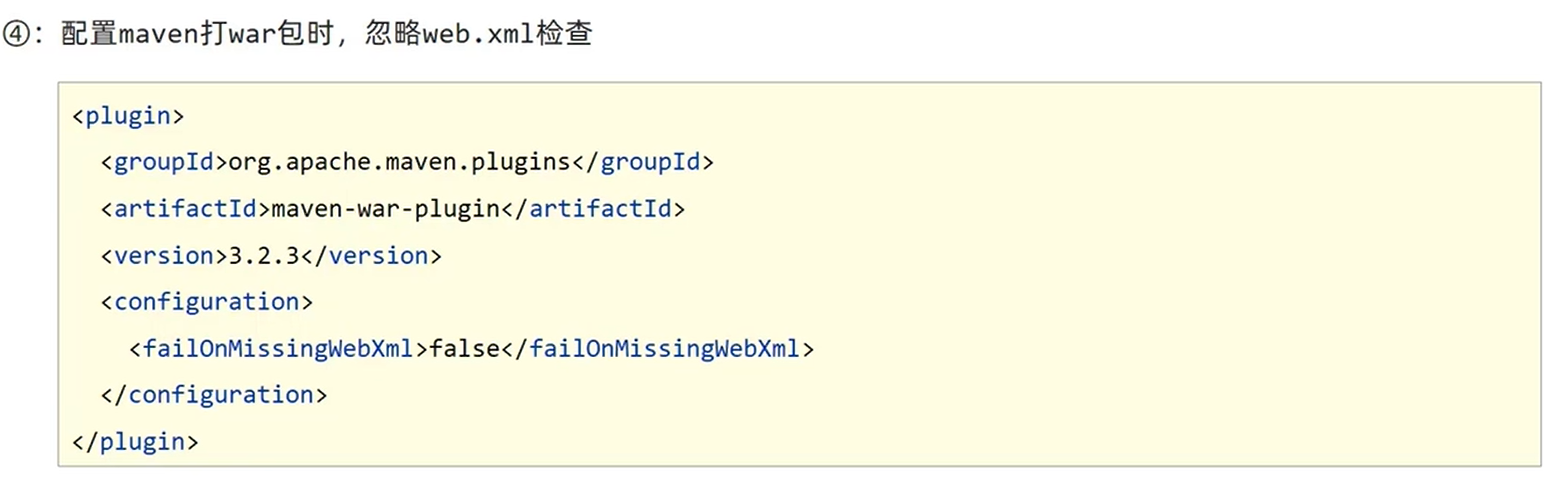 ④: 配置maven打war包时, 忽略web.xml检查
<plugin>
  <groupId>org.apache.maven.plugins</groupId>
  <artifactId>maven-war-plugin</artifactId>
  <version>3.2.3</version>
  <configuration>
    <failOnMissingWebXml>false</failOnMissingWebXml>
  </configuration>
</plugin>